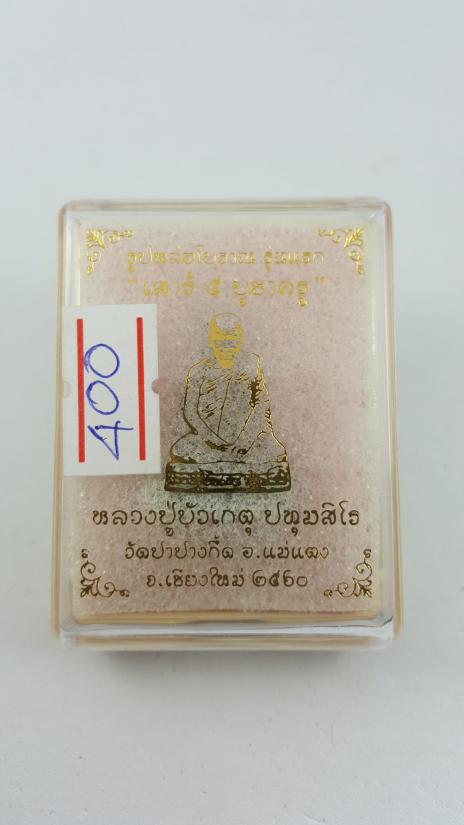 รูปหล่อโบราณ รุ่นแรก
"เสาร์ ๕ บูชาครู"
400
หลวงปู่บัวเกตุ ปทุมสิโร
วัดป่าปางกึ๊ด อ.แม่แตง
จ.เชียงใหม่ ๒๕๖๐